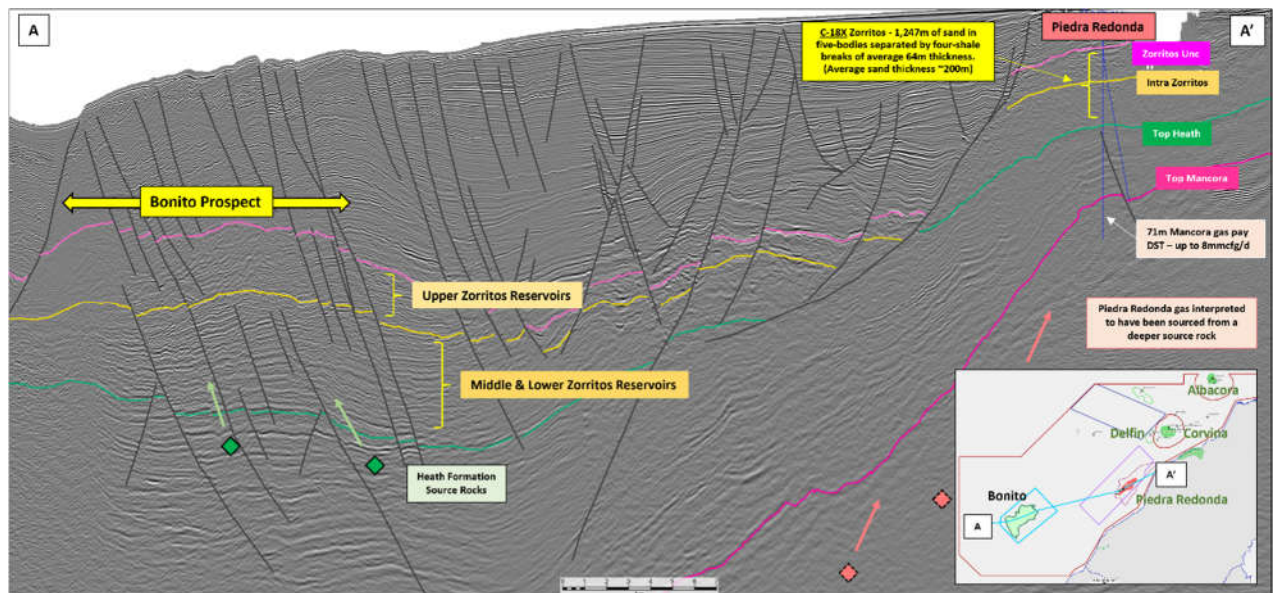 A
C-18X Zorritos - 1,247m of sand in
five-bodies separated by four-shale
breaks of average 64m thickness.
(Average sand thickness ~200m)
Piedra Redonda
A'
Zorritos Unc
Intra Zorritos
Top Heath
Top Mancora
Bonito Prospect
71m Mancora gas pay
DST – up to 8mmcfg/d
Upper Zorritos Reservoirs
Piedra Redonda gas interpreted
to have been sourced from a
deeper source rock
Middle & Lower Zorritos Reservoirs
Heath Formation
Source Rocks
Albacora
Delfin
Corvina
A'
Bonito
Piedra Redonda
A